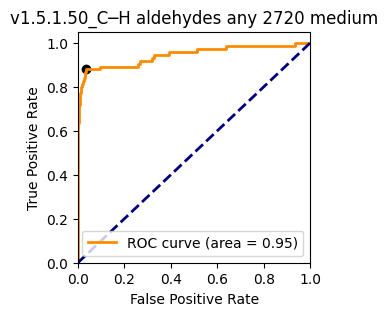 v1.5.1.50_C─H aldehydes any 2720 medium
1.0
0.8
0.6
0.4
0.2
0.0
True Positive Rate
ROC curve (area = 0.95)
0.0 0.2 0.4 0.6 0.8 1.0
False Positive Rate